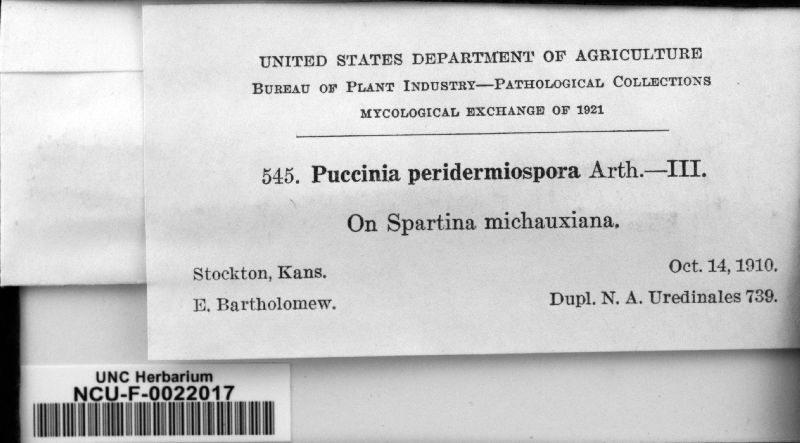 UNITED STATES DEPARTMENT OF AGRICULTURE
BUREAU OF PLANT INDUSTRY—PATHOLOGICAL COLLECTIONS
MYCOLOGICAL EXCHANGE OF 1921
545. Puccinia peridermiospora Arth.—III.
On Spartina michauxiana.
Stockton, Kans.
Oct. 14, 1910.
E. Bartholomew.
Dupl. N. A. Uredinales 739.
UNC Herbarium
NCU-F-0022017